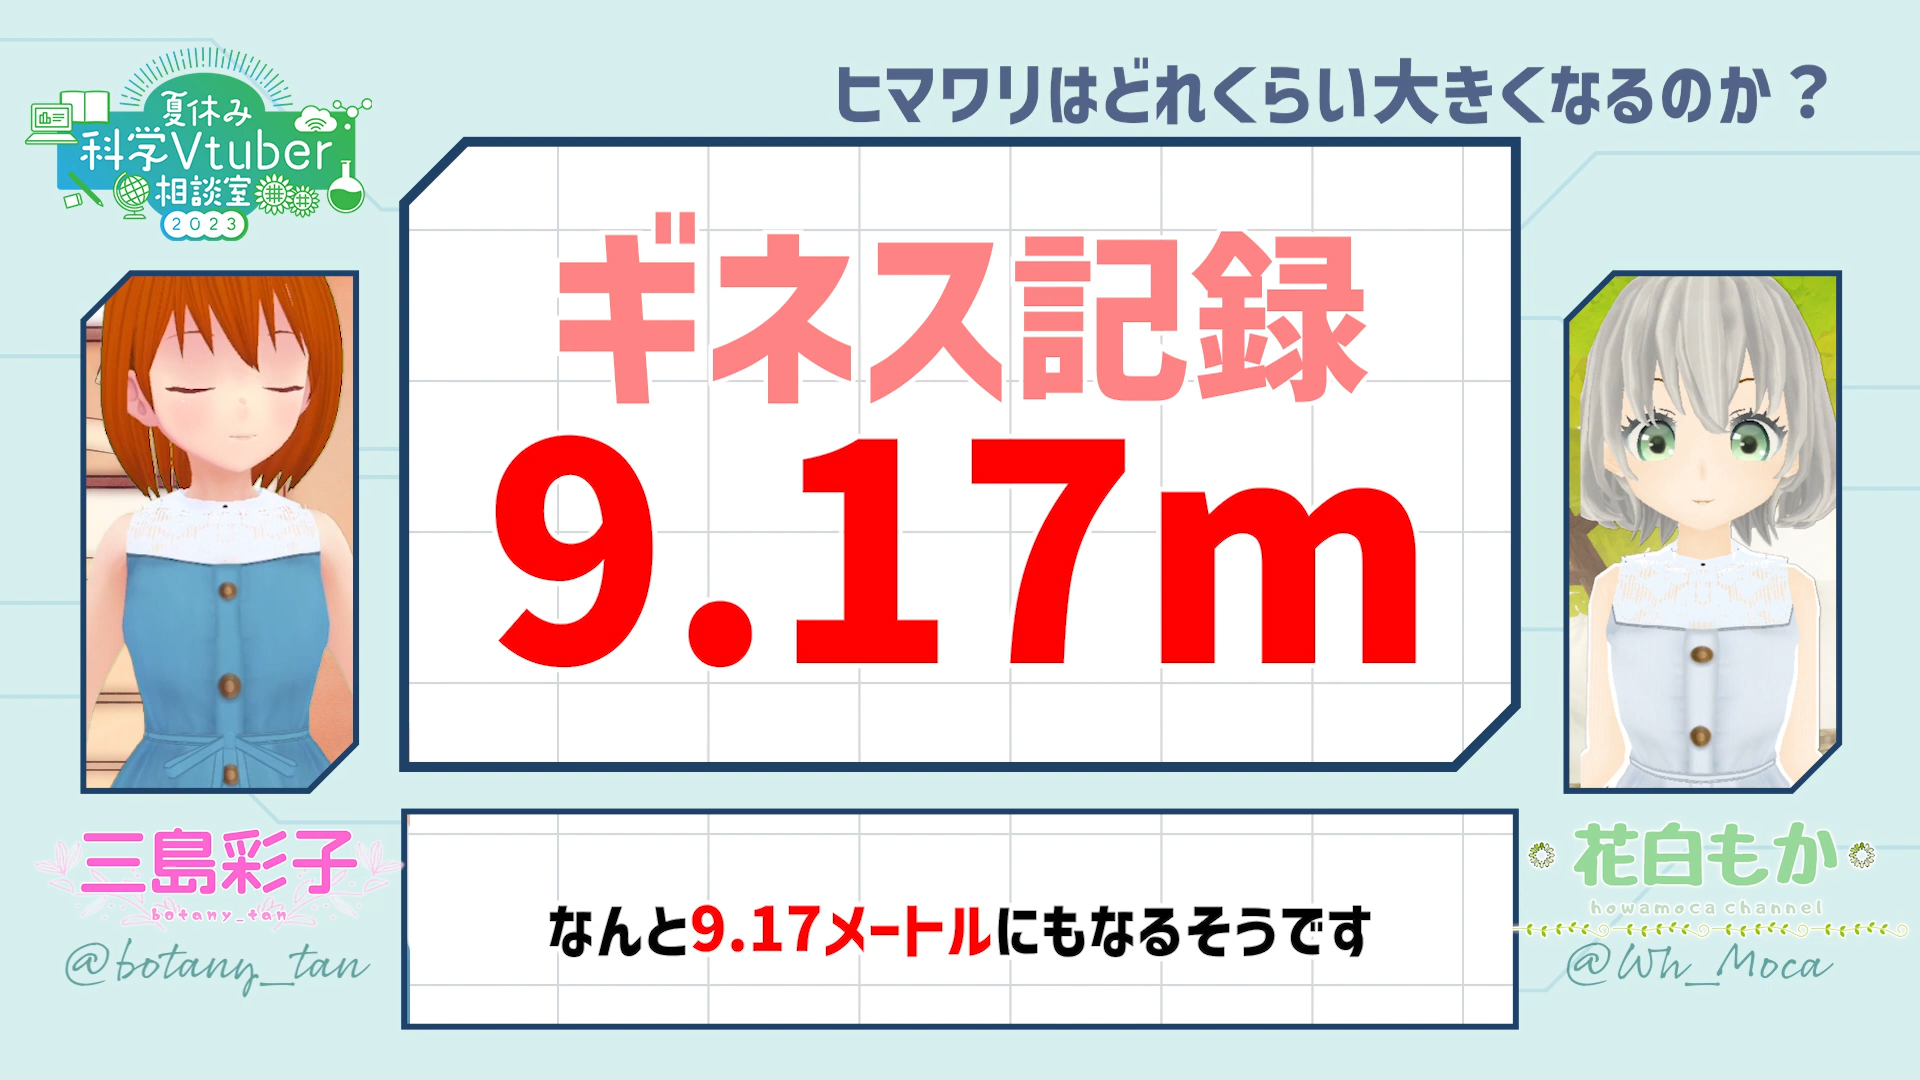 夏休み
科学Vtuber
相談室
2023
ヒマワリはどれくらい大きくなるのか？
ギネス記録
9.17m
なんと9.17メートルにもなるそうです
三島彩子
botany_tan
@botany_tan
花白もか
howamoca channel
@Wh_Moca